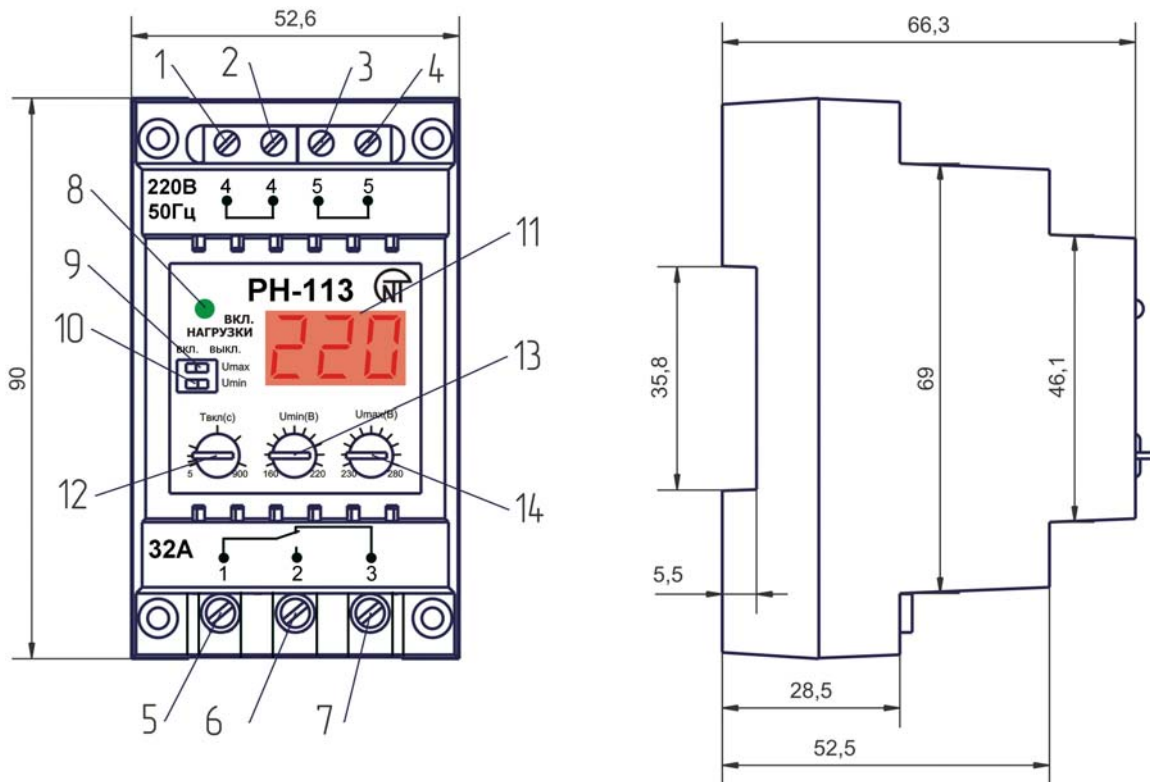 52,6
66,3
1 2 3 4
220В 4 4 5 5
50Гц
8
11
РН-113 NT
9
ВКЛ.
НАГРУЗКИ
220
10
ВКЛ. ВЫКЛ.
Umax
Umin
13
90
35,8
69
46,1
Tвкл(с) Umin(В) Umax(В)
5 900 160 220 230 280
12
14
32А
1 2 3
5,5
5 6 7
28,5
52,5